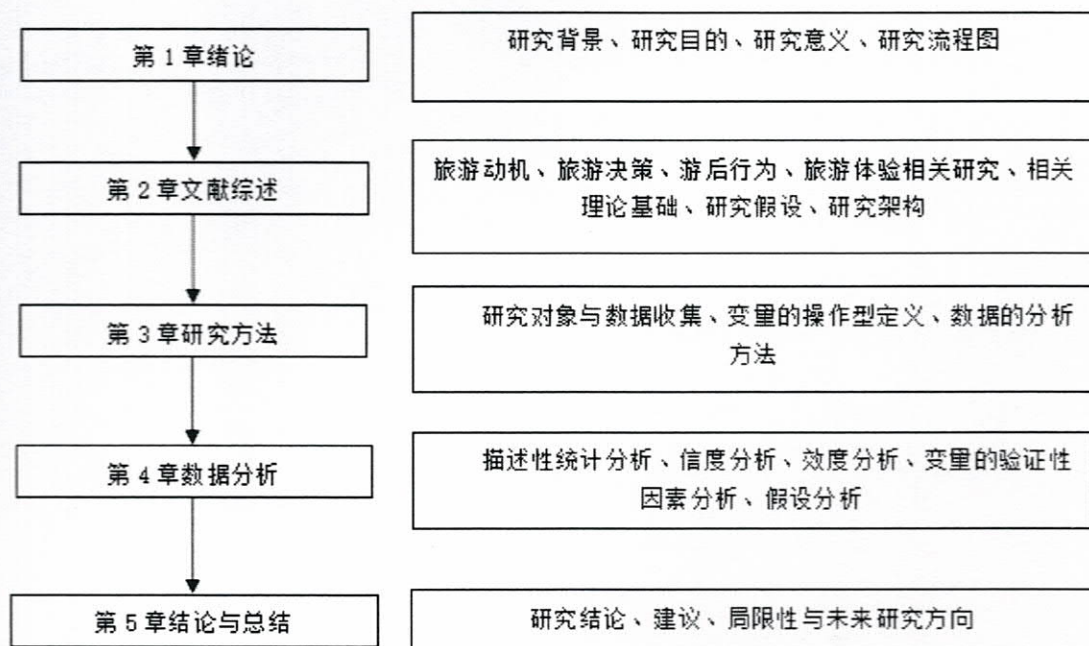 第1章绪论
研究背景、研究目的、研究意义、研究流程图
第2章文献综述
旅游动机、旅游决策、游后行为、旅游体验相关研究、相关
理论基础、研究假设、研究架构
第3章研究方法
研究对象与数据收集、变量的操作型定义、数据的分析
方法
第4章数据分析
描述性统计分析、信度分析、效度分析、变量的验证性
因素分析、假设分析
第5章结论与总结
研究结论、建议、局限性与未来研究方向